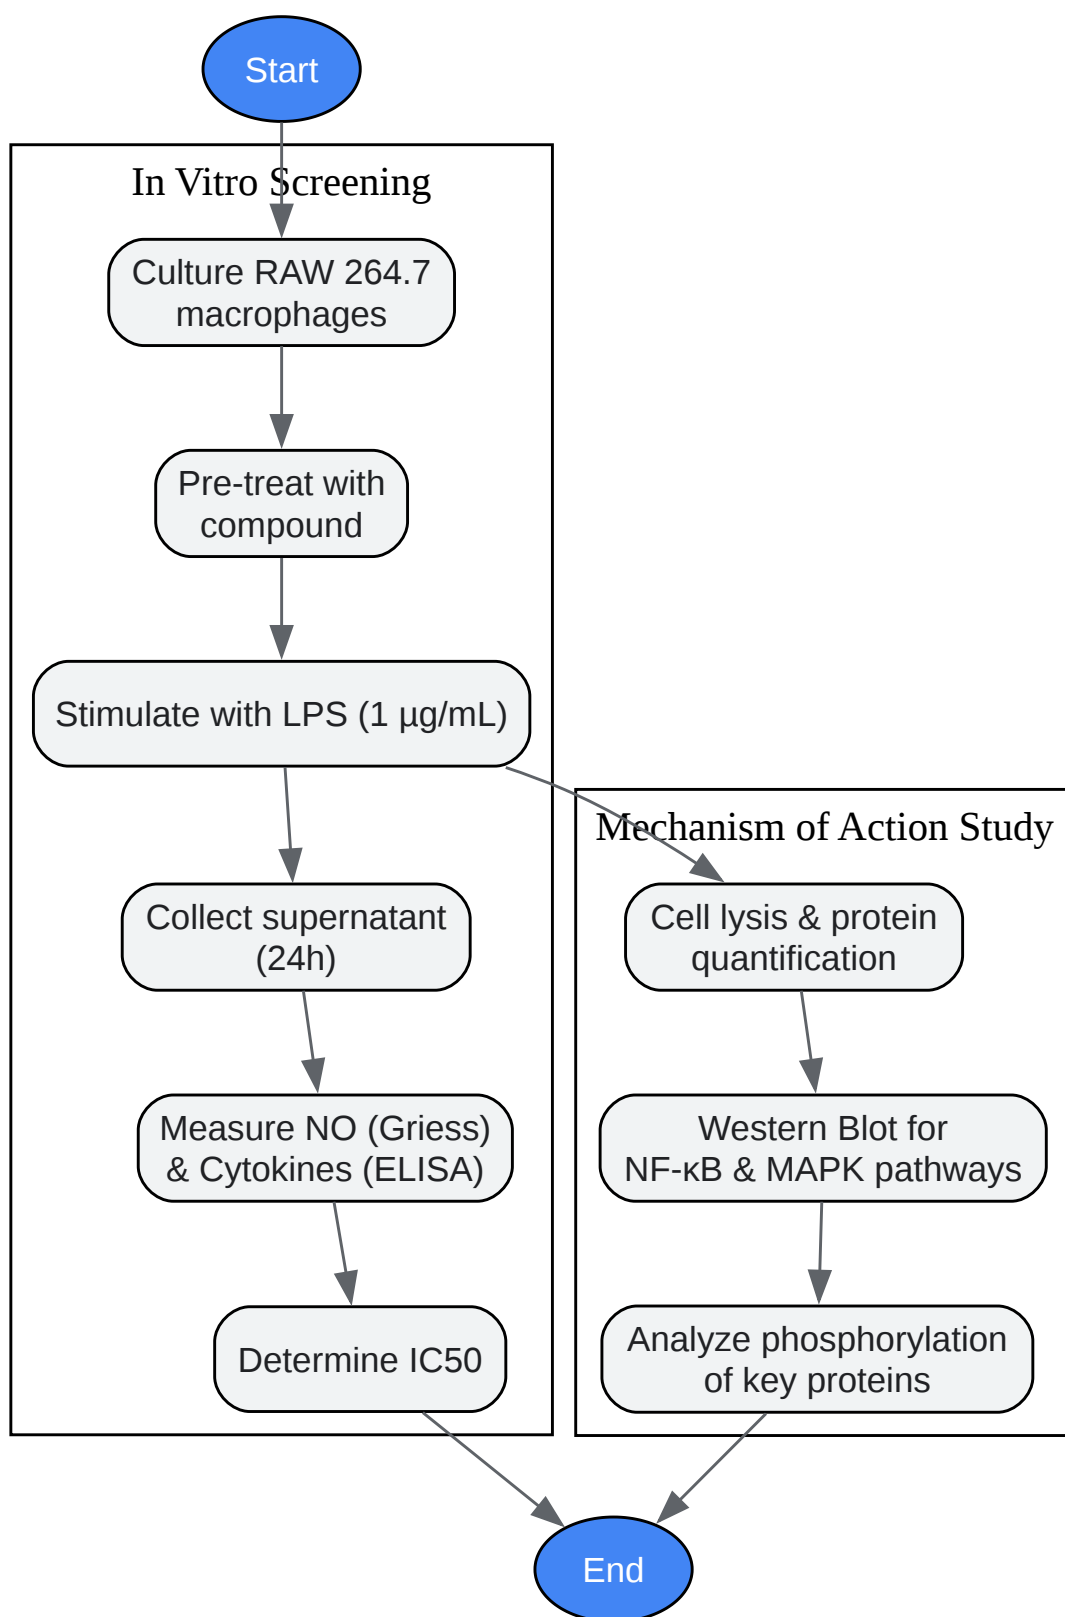 Start
In Vitro Screening
Culture RAW 264.7
macrophages
Pre-treat with
compound
Stimulate with LPS (1 µg/mL)
Collect supernatant
(24h)
Measure NO (Griess)
& Cytokines (ELISA)
Determine IC50
Mechanism of Action Study
Cell lysis & protein
quantification
Western Blot for
NF-κB & MAPK pathways
Analyze phosphorylation
of key proteins
End